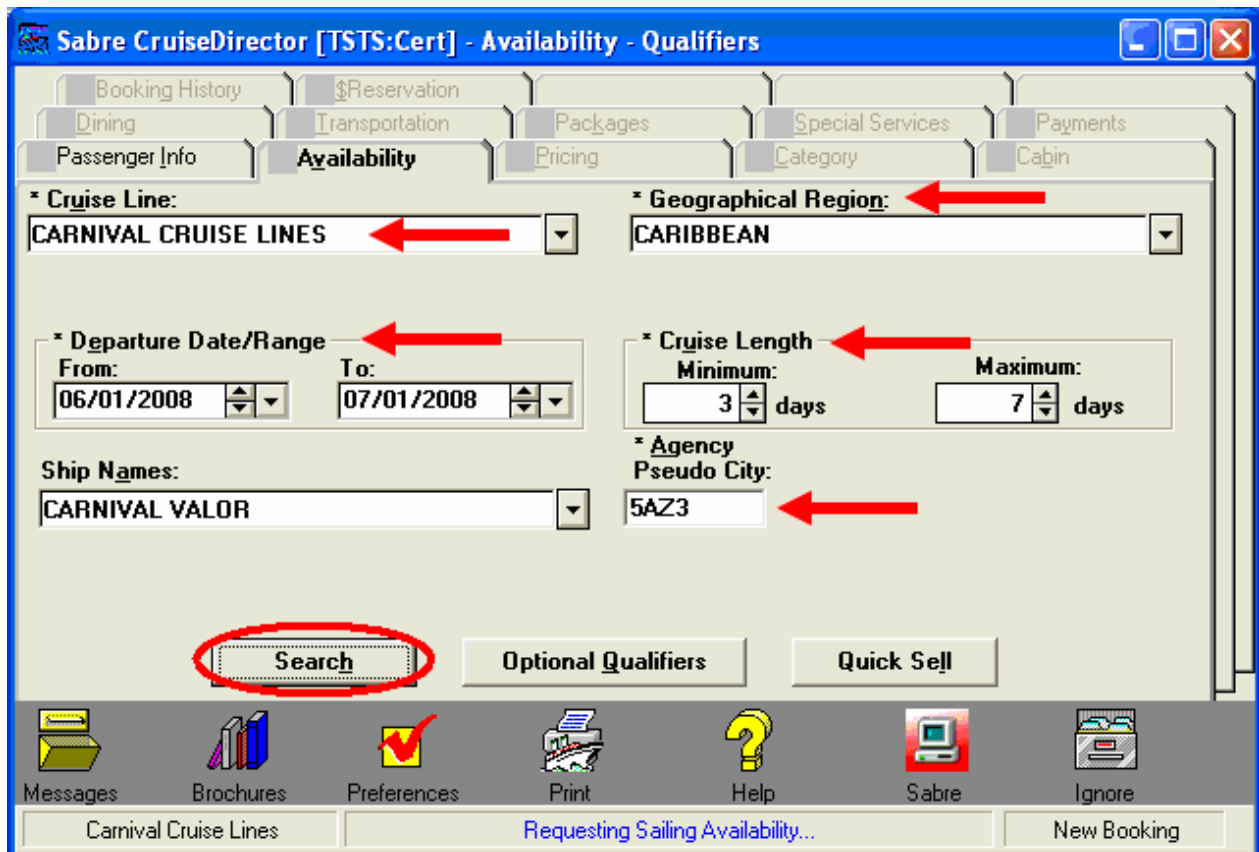 Sabre CruiseDirector [TSTS:Cert] - Availability - Qualifiers
Booking History $Reservation
Dining Transportation Packages Special Services Payments
Passenger Info Availability Pricing Category Cabin
* Cruise Line: * Geographical Region:
CARNIVAL CRUISE LINES CARIBBEAN
* Departure Date/Range * Cruise Length
From: To: Minimum: Maximum:
06/01/2008 07/01/2008 3 days 7 days
* Agency
Ship Names: Pseudo City:
CARNIVAL VALOR 5AZ3
Search Optional Qualifiers Quick Sell
Messages Brochures Preferences Print Help Sabre Ignore
Carnival Cruise Lines Requesting Sailing Availability... New Booking